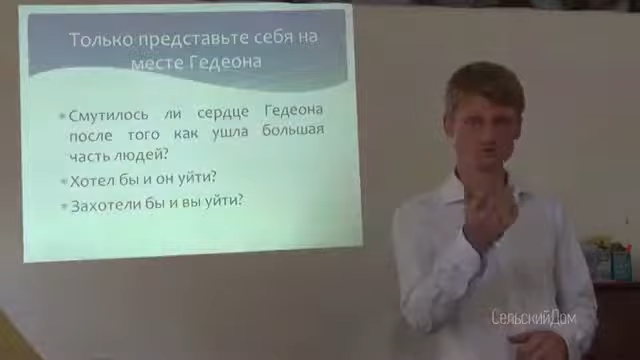 Только представьте себя на
месте Гедеона
Смутилось ли сердце Гедеона
после того как ушла большая
часть людей?
Хотел бы и он уйти?
Захотели бы и вы уйти?
СельскийДом